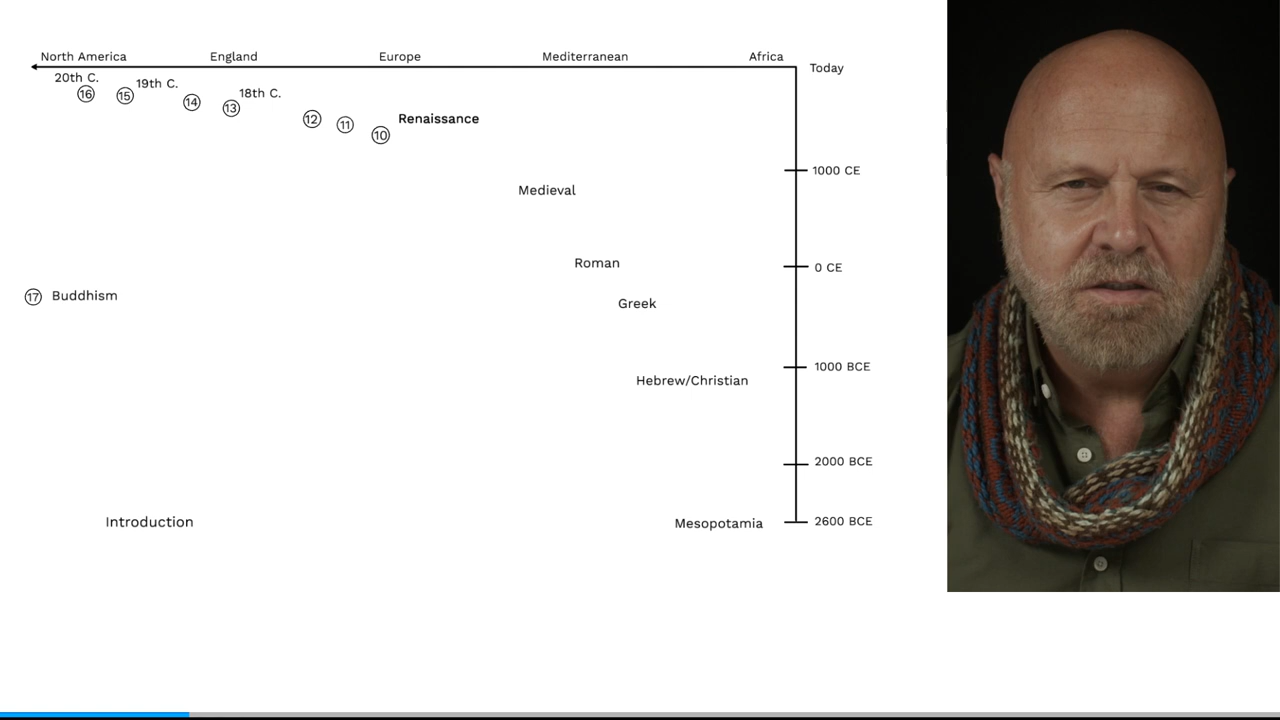 North America England Europe Mediterranean Africa
Today
20th C. 19th C. 18th C.
16 15 14 13 12 11 10 Renaissance
1000 CE
Medieval
Roman 0 CE
17 Buddhism Greek
1000 BCE
Hebrew/Christian
2000 BCE
Introduction Mesopotamia 2600 BCE